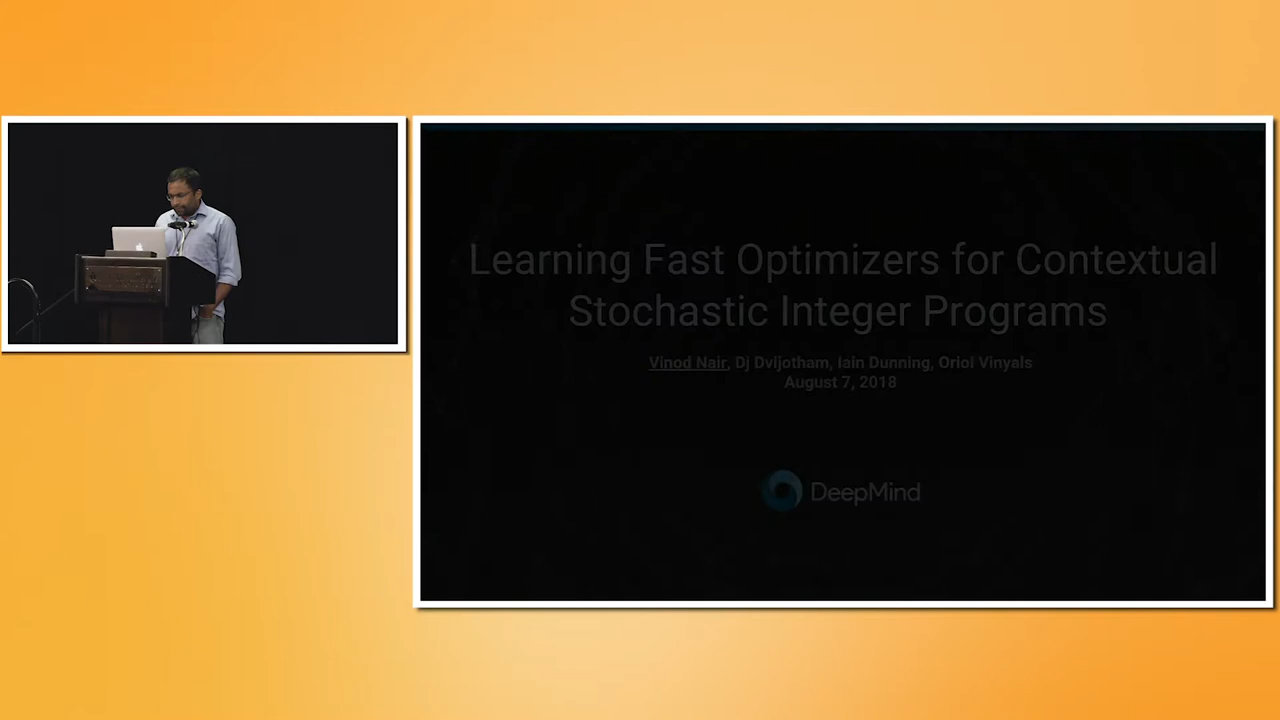 Learning Fast Optimizers for Contextual
Stochastic Integer Programs
Vinod Nair, Dj Dvijotham, Iain Dunning, Oriol Vinyals
August 7, 2018
DeepMind